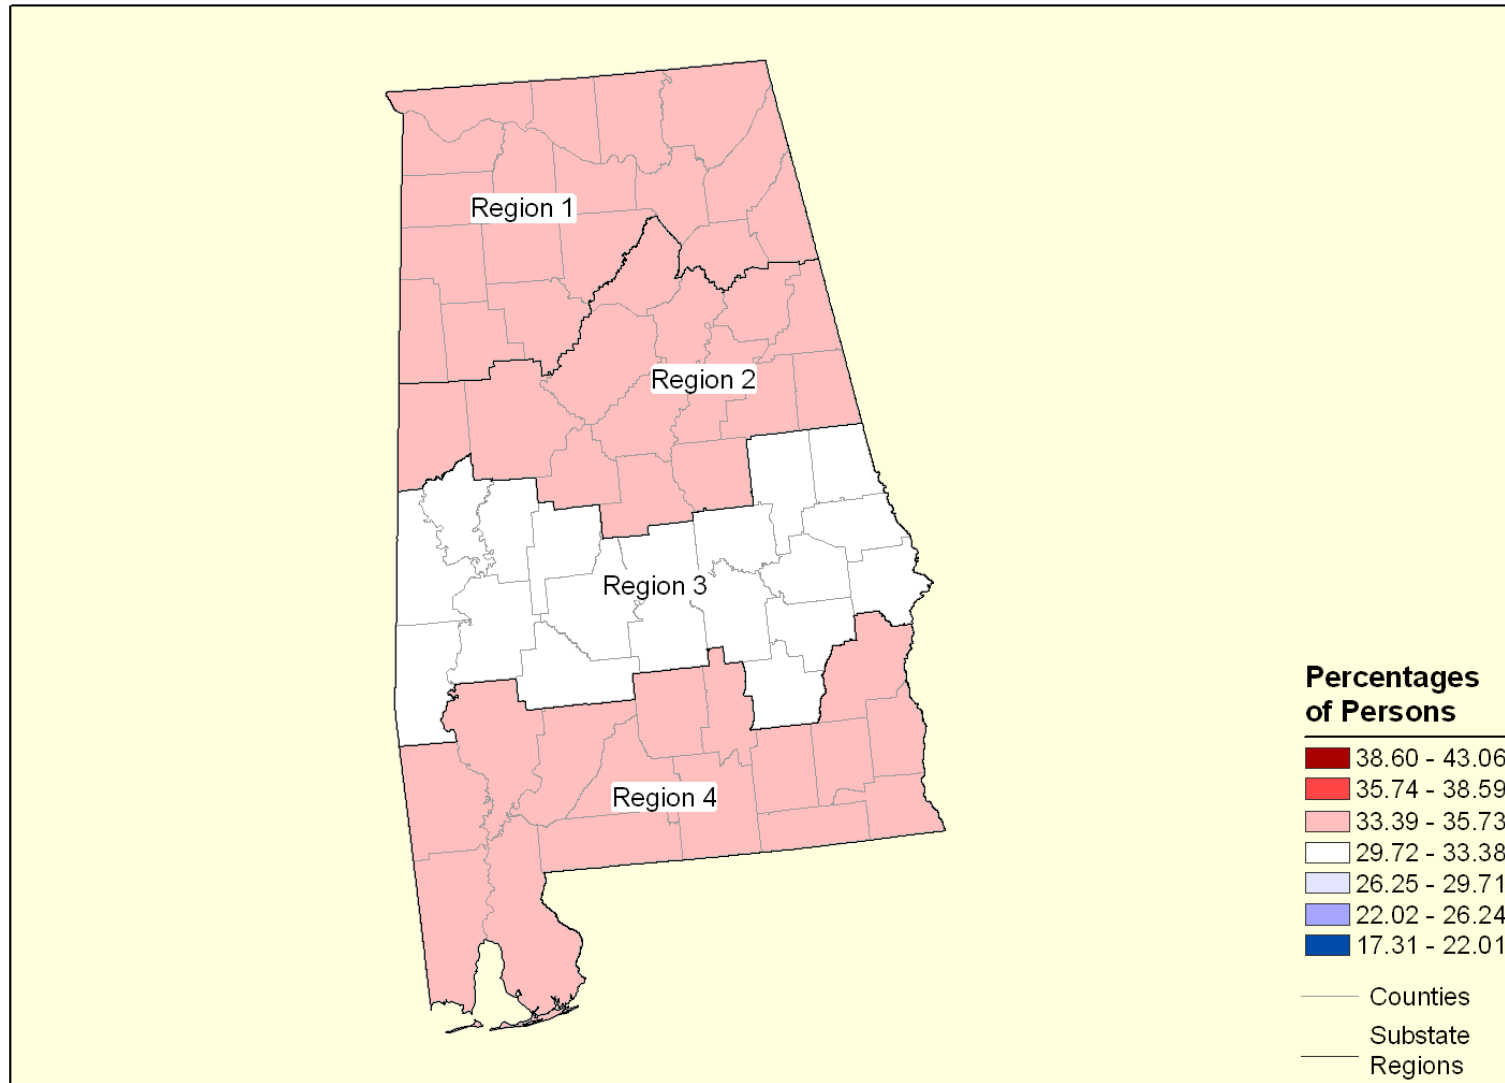 Region 1
Region 2
Region 3
Region 4
Percentages
of Persons
38.60 - 43.06
35.74 - 38.59
33.39 - 35.73
29.72 - 33.38
26.25 - 29.71
22.02 - 26.24
17.31 - 22.01
Counties
Substate
Regions